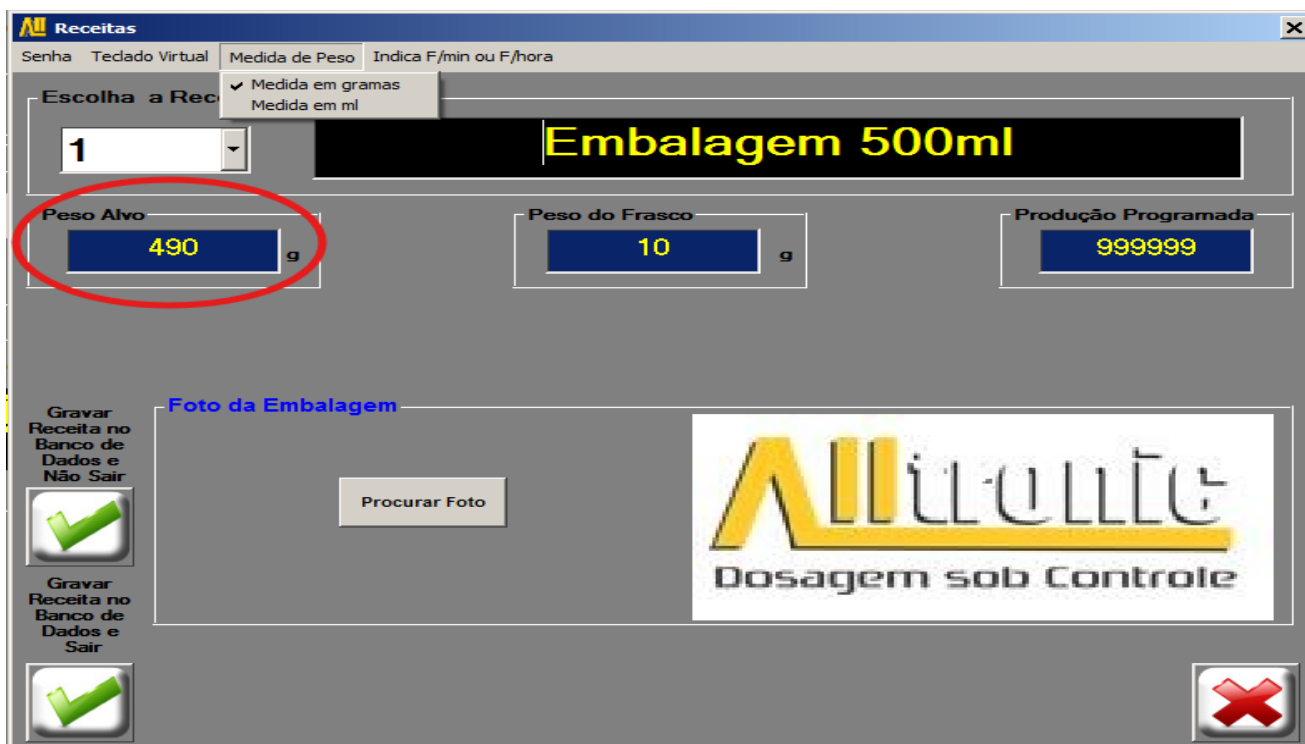 All Receitas
Senha Teclado Virtual Medida de Peso Indica F/min ou F/hora
Medida em gramas
Medida em ml
Escolha a Rec
1
Embalagem 500ml
Peso Alvo
490 g
Peso do Frasco
10 g
Produção Programada
999999
Gravar
Receita no
Banco de
Dados e
Não Sair
Foto da Embalagem
Procurar Foto
Alltronic
Dosagem sob Controle
Gravar
Receita no
Banco de
Dados e
Sair